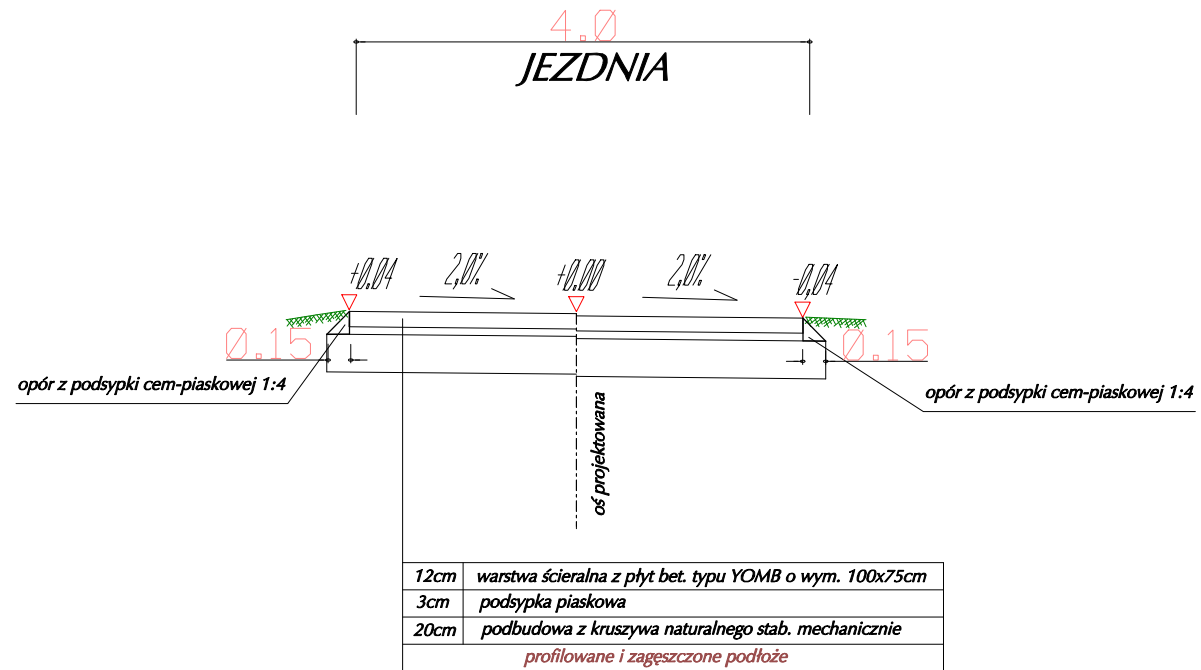 4.0
JEZDNIA
+0.04 2,0% +0.00 2,0% -0,04
0.15 0.15
opór z podsypki cem-piaskowej 1:4
opór z podsypki cem-piaskowej 1:4
oś projektowana
12cm warstwa ścieralna z płyt bet. typu YOMB o wym. 100x75cm
3cm podsypka piaskowa
20cm podbudowa z kruszywa naturalnego stab. mechanicznie
profilowane i zagęszczone podłoże